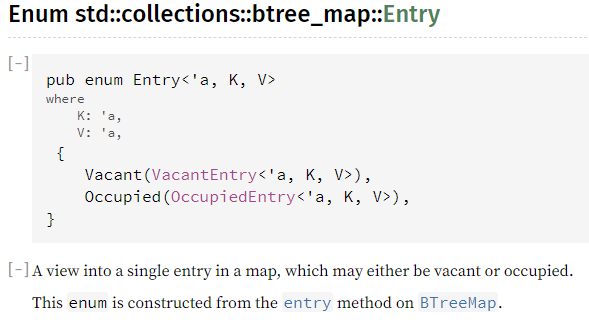 Enum std::collections::btree_map::Entry
[-]
pub enum Entry<'a, K, V>
where
    K: 'a,
    V: 'a,
 {
    Vacant(VacantEntry<'a, K, V>),
    Occupied(OccupiedEntry<'a, K, V>),
}
[-] A view into a single entry in a map, which may either be vacant or occupied.
This enum is constructed from the entry method on BTreeMap.